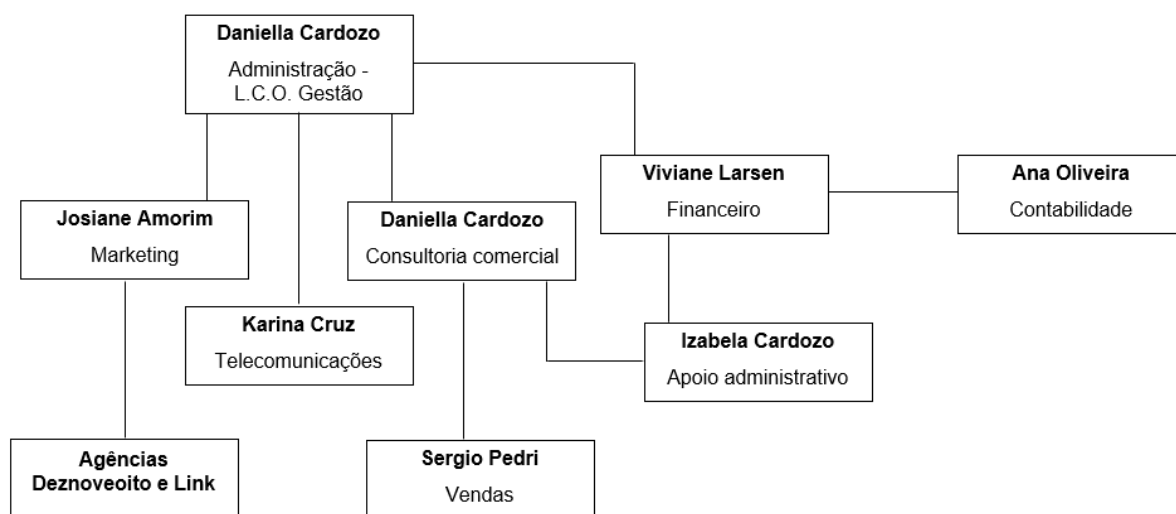 Daniella Cardozo
Administração -
L.C.O. Gestão
Viviane Larsen
Financeiro
Ana Oliveira
Contabilidade
Josiane Amorim
Marketing
Daniella Cardozo
Consultoria comercial
Karina Cruz
Telecomunicações
Izabela Cardozo
Apoio administrativo
Agências
Deznoveoito e Link
Sergio Pedri
Vendas